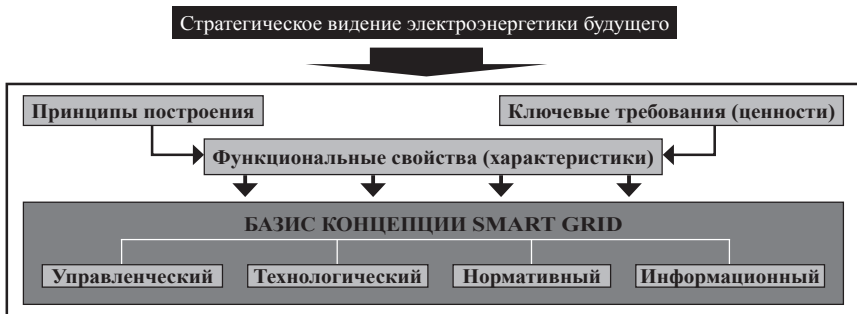 Стратегическое видение электроэнергетики будущего
Принципы построения
Ключевые требования (ценности)
Функциональные свойства (характеристики)
БАЗИС КОНЦЕПЦИИ SMART GRID
Управленческий
Технологический
Нормативный
Информационный